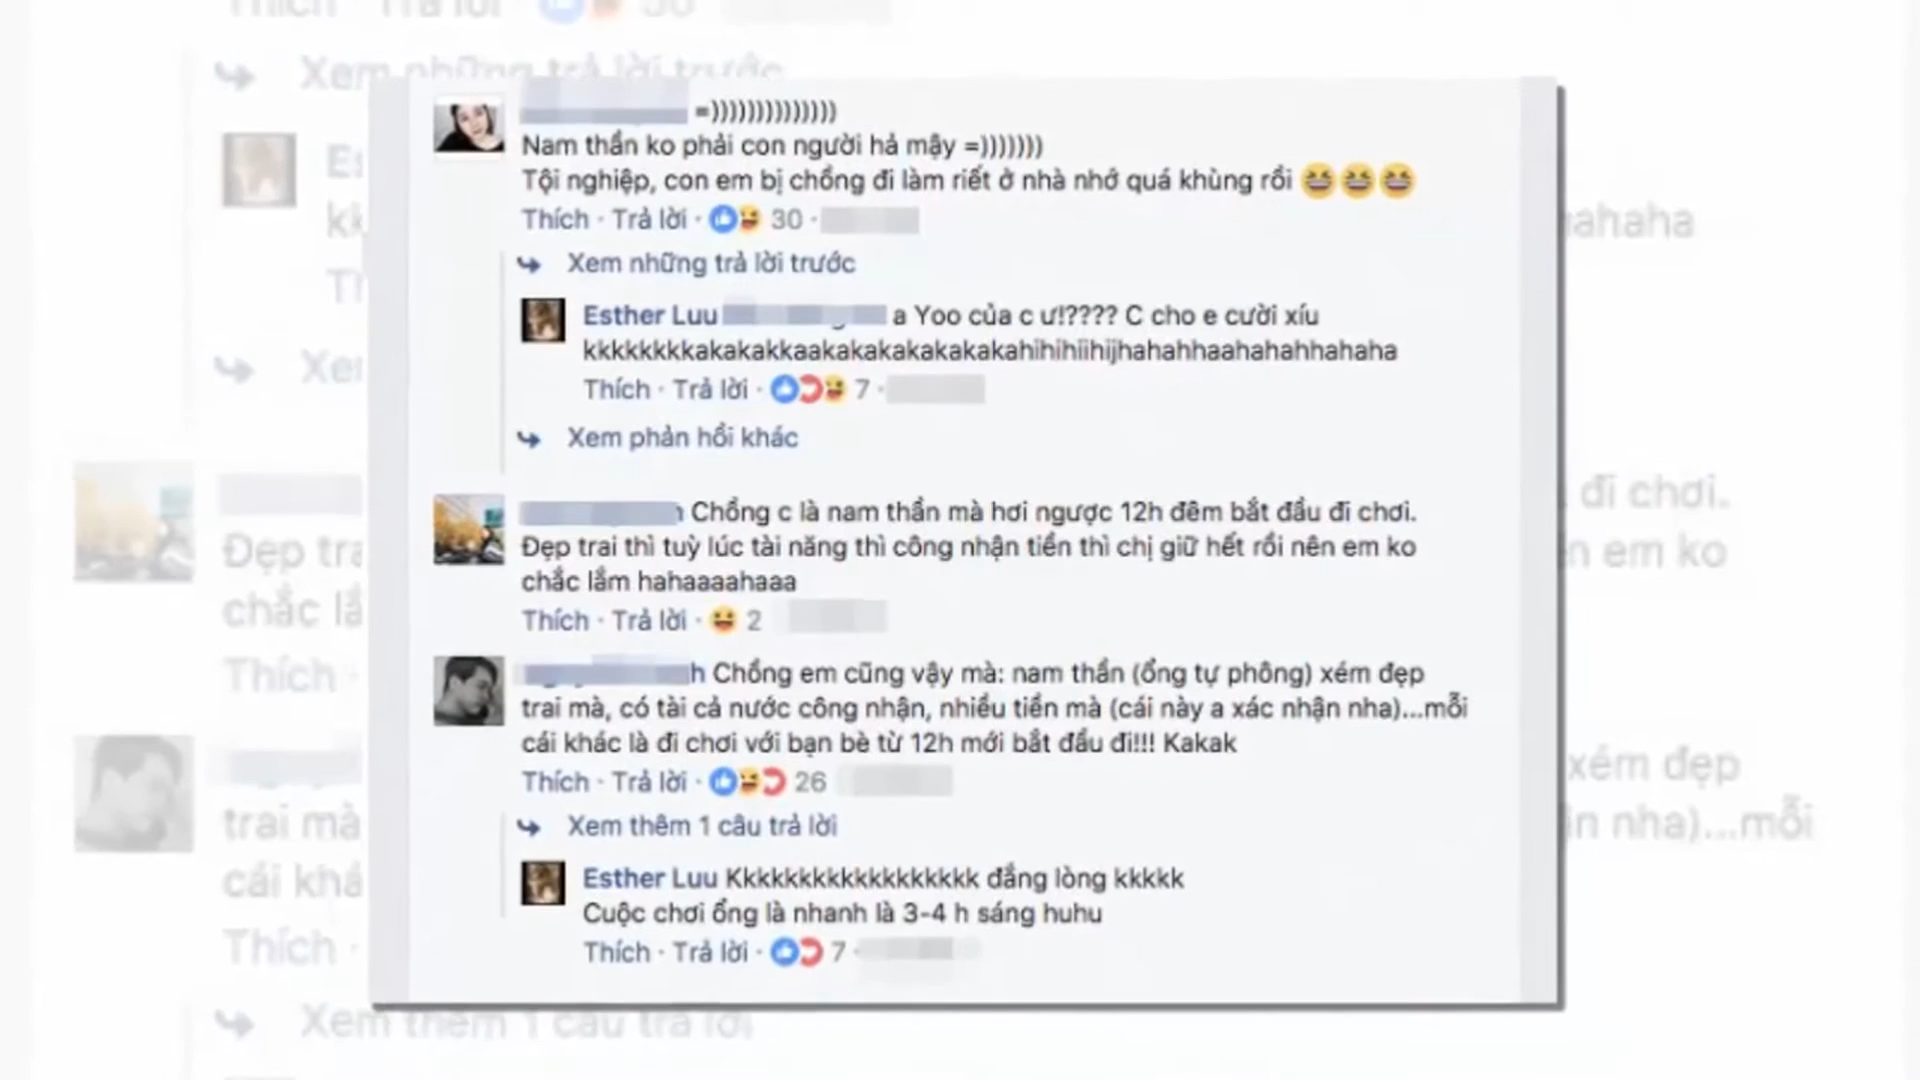 =))))))))))))))
Nam thần ko phải con người hả mậy =)))))))
Tội nghiệp, con em bị chồng đi làm riết ở nhà nhớ quá khùng rồi 😆😆😆
Thích · Trả lời · 30 ·
Xem những trả lời trước
Esther Luu a Yoo của c ư!???? C cho e cười xíu
kkkkkkkkakakakkaakakakakakakakahihihiihijhahahhaahahahhahaha
Thích · Trả lời · 7 ·
Xem phản hồi khác
Chồng c là nam thần mà hơi ngược 12h đêm bắt đầu đi chơi.
Đẹp trai thì tuỳ lúc tài năng thì công nhận tiền thì chị giữ hết rồi nên em ko
chắc lắm hahaaaahaaa
Thích · Trả lời · 2
h Chồng em cũng vậy mà: nam thần (ổng tự phông) xém đẹp
trai mà, có tài cả nước công nhận, nhiều tiền mà (cái này a xác nhận nha)...mỗi
cái khác là đi chơi với bạn bè từ 12h mới bắt đầu đi!!! Kakak
Thích · Trả lời · 26
Xem thêm 1 câu trả lời
Esther Luu Kkkkkkkkkkkkkkkkkk đắng lòng kkkkk
Cuộc chơi ổng là nhanh là 3-4 h sáng huhu
Thích · Trả lời · 7 ·